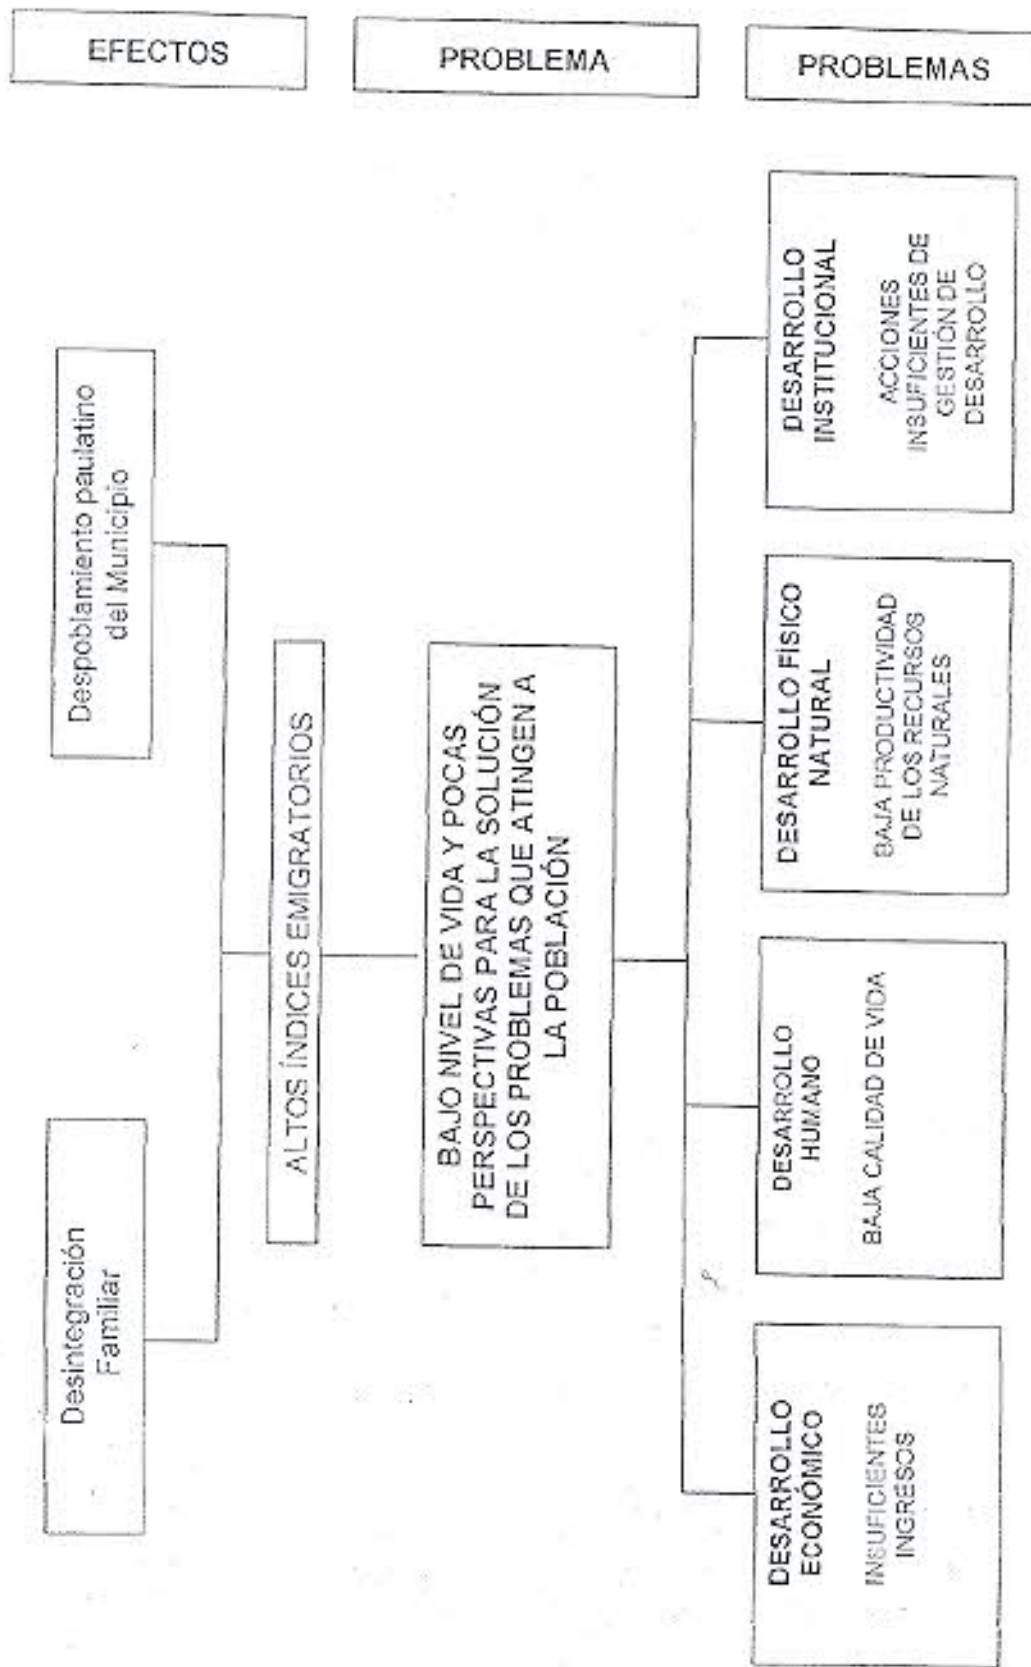 EFECTOS
PROBLEMA
PROBLEMAS
Desintegración
Familiar
Despoblamiento paulatino
del Municipio
ALTOS ÍNDICES EMIGRATORIOS
BAJO NIVEL DE VIDA Y POCAS
PERSPECTIVAS PARA LA SOLUCIÓN
DE LOS PROBLEMAS QUE ATINGEN A
LA POBLACIÓN
DESARROLLO
ECONÓMICO
INSUFICIENTES
INGRESOS
DESARROLLO
HUMANO
BAJA CALIDAD DE VIDA
DESARROLLO FÍSICO
NATURAL
BAJA PRODUCTIVIDAD
DE LOS RECURSOS
NATURALES
DESARROLLO
INSTITUCIONAL
ACCIONES
INSUFICIENTES DE
GESTIÓN DE
DESARROLLO